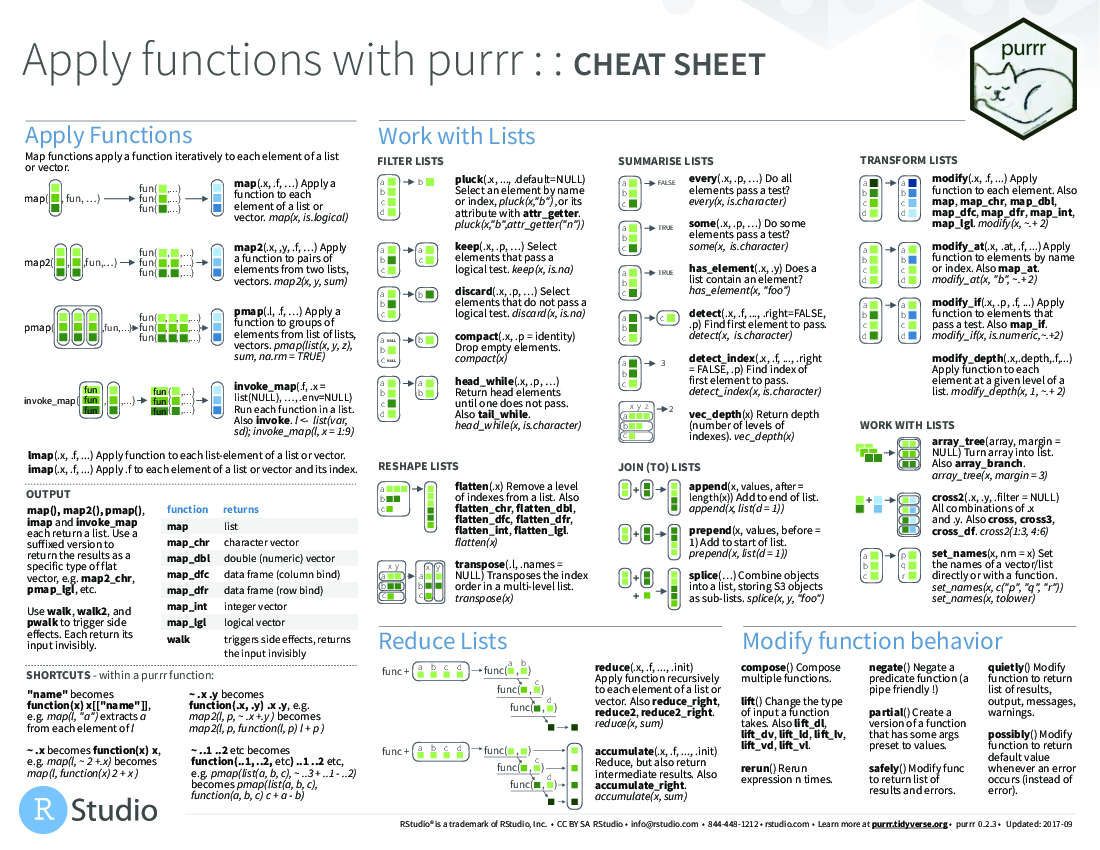 Apply functions with purrr : : CHEAT SHEET
purrr
Apply Functions
Map functions apply a function iteratively to each element of a list
or vector.
map( , fun, …)
fun( ,…)
fun( ,…)
fun( ,…)
map(.x, .f, …) Apply a
function to each
element of a list or
vector. map(x, is.logical)
map2( , ,fun,…)
fun( , ,…)
fun( , ,…)
fun( , ,…)
map2(.x, ,y, .f, …) Apply
a function to pairs of
elements from two lists,
vectors. map2(x, y, sum)
pmap( ,fun,…)
fun( , , ,…)
fun( , , ,…)
fun( , , ,…)
pmap(.l, .f, …) Apply a
function to groups of
elements from list of lists,
vectors. pmap(list(x, y, z),
sum, na.rm = TRUE)
invoke_map( fun fun fun , ,…)
fun ( ,…)
fun ( ,…)
fun ( ,…)
invoke_map(.f, .x =
list(NULL), …, .env=NULL)
Run each function in a list.
Also invoke. l <- list(var,
sd); invoke_map(l, x = 1:9)
lmap(.x, .f, ...) Apply function to each list-element of a list or vector.
imap(.x, .f, ...) Apply .f to each element of a list or vector and its index.
OUTPUT
map(), map2(), pmap(),
imap and invoke_map
each return a list. Use a
suffixed version to
return the results as a
specific type of flat
vector, e.g. map2_chr,
pmap_lgl, etc.
Use walk, walk2, and
pwalk to trigger side
effects. Each return its
input invisibly.
function returns
map list
map_chr character vector
map_dbl double (numeric) vector
map_dfc data frame (column bind)
map_dfr data frame (row bind)
map_int integer vector
map_lgl logical vector
walk triggers side effects, returns
the input invisibly
SHORTCUTS - within a purrr function:
"name" becomes
function(x) x[["name"]],
e.g. map(l, "a") extracts a
from each element of l
~ .x becomes function(x) x,
e.g. map(l, ~ 2 +.x) becomes
map(l, function(x) 2 + x )
~ .x .y becomes
function(.x, .y) .x .y, e.g.
map2(l, p, ~ .x +.y ) becomes
map2(l, p, function(l, p) l + p )
~ ..1 ..2 etc becomes
function(..1, ..2, etc) ..1 ..2 etc,
e.g. pmap(list(a, b, c), ~ ..3 + ..1 - ..2)
becomes pmap(list(a, b, c),
function(a, b, c) c + a - b)
Work with Lists
FILTER LISTS
a b c d
b
pluck(.x, ..., .default=NULL)
Select an element by name
or index, pluck(x,"b") ,or its
attribute with attr_getter.
pluck(x,"b",attr_getter("n"))
a b c
a c
keep(.x, .p, …) Select
elements that pass a
logical test. keep(x, is.na)
a b c
b
discard(.x, .p, …) Select
elements that do not pass a
logical test. discard(x, is.na)
a NULL
b
c NULL
b
compact(.x, .p = identity)
Drop empty elements.
compact(x)
a b c d
a b
head_while(.x, .p, …)
Return head elements
until one does not pass.
Also tail_while.
head_while(x, is.character)
SUMMARISE LISTS
a b c
FALSE
every(.x, .p, …) Do all
elements pass a test?
every(x, is.character)
a b c
TRUE
some(.x, .p, …) Do some
elements pass a test?
some(x, is.character)
a b c
TRUE
has_element(.x, .y) Does a
list contain an element?
has_element(x, "foo")
a b c d
c
detect(.x, .f, ..., .right=FALSE,
.p) Find first element to pass.
detect(x, is.character)
a b c
3
detect_index(.x, .f, ..., .right
= FALSE, .p) Find index of
first element to pass.
detect_index(x, is.character)
x y z
a b c
2
vec_depth(x) Return depth
(number of levels of
indexes). vec_depth(x)
TRANSFORM LISTS
a b c d
a b c d
modify(.x, .f, ...) Apply
function to each element. Also
map, map_chr, map_dbl,
map_dfc, map_dfr, map_int,
map_lgl. modify(x, ~.+ 2)
a b c d
a b c d
modify_at(x, .at, .f, ...) Apply
function to elements by name
or index. Also map_at.
modify_at(x, "b", ~.+ 2)
a b c d
a b c d
modify_if(x, .p, .f, ...) Apply
function to elements that
pass a test. Also map_if.
modify_if(x, is.numeric,~.+2)
modify_depth(x,.depth,.f,...)
Apply function to each
element at a given level of a
list. modify_depth(x, 1, ~.+ 2)
RESHAPE LISTS
a b c
flatten(.x) Remove a level
of indexes from a list. Also
flatten_chr, flatten_dbl,
flatten_dfc, flatten_dfr,
flatten_int, flatten_lgl.
flatten(x)
x y
a b c
x y
a b c
transpose(.l, .names =
NULL) Transposes the index
order in a multi-level list.
transpose(x)
JOIN (TO) LISTS
+
append(x, values, after =
length(x)) Add to end of list.
append(x, list(d = 1))
+
prepend(x, values, before =
1) Add to start of list.
prepend(x, list(d = 1))
+
+
splice(…) Combine objects
into a list, storing S3 objects
as sub-lists. splice(x, y, "foo")
WORK WITH LISTS
array_tree(array, margin =
NULL) Turn array into list.
Also array_branch.
array_tree(x, margin = 3)
+
cross2(.x, .y, .filter = NULL)
All combinations of .x
and .y. Also cross, cross3,
cross_df. cross2(1:3, 4:6)
a b c d
p q r
set_names(x, nm = x) Set
the names of a vector/list
directly or with a function.
set_names(x, c("p", "q", "r"))
set_names(x, tolower)
Reduce Lists
func + a b c d
func( a , b )
func( , c )
func( , d )
reduce(.x, .f, ..., .init)
Apply function recursively
to each element of a list or
vector. Also reduce_right,
reduce2, reduce2_right.
reduce(x, sum)
func + a b c d
func( a , b )
func( , c )
func( , d )
accumulate(.x, .f, ..., .init)
Reduce, but also return
intermediate results. Also
accumulate_right.
accumulate(x, sum)
Modify function behavior
compose() Compose
multiple functions.
lift() Change the type
of input a function
takes. Also lift_dl,
lift_dv, lift_ld, lift_lv,
lift_vd, lift_vl.
rerun() Rerun
expression n times.
negate() Negate a
predicate function (a
pipe friendly !)
partial() Create a
version of a function
that has some args
preset to values.
safely() Modify func
to return list of
results and errors.
quietly() Modify
function to return
list of results,
output, messages,
warnings.
possibly() Modify
function to return
default value
whenever an error
occurs (instead of
error).
R Studio
RStudio® is a trademark of RStudio, Inc. • CC BY SA RStudio • info@rstudio.com • 844-448-1212 • rstudio.com • Learn more at purrr.tidyverse.org • purrr 0.2.3 • Updated: 2017-09